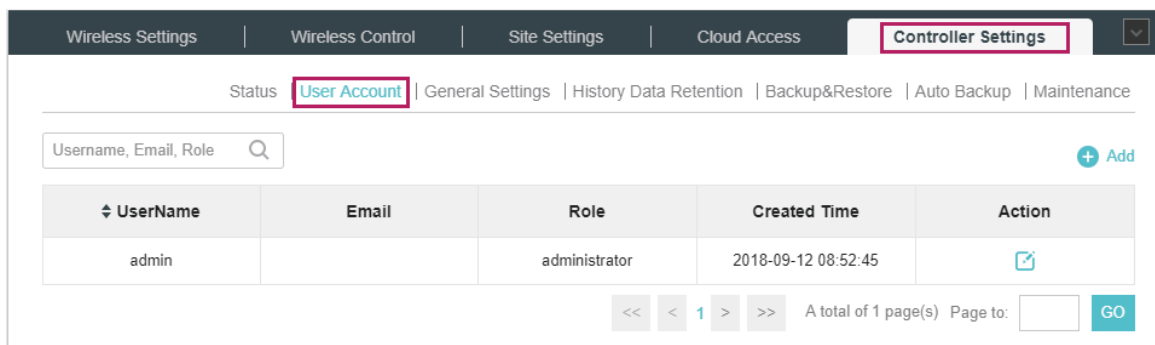 Wireless Settings | Wireless Control | Site Settings | Cloud Access Controller Settings
Status | User Account | General Settings | History Data Retention | Backup&Restore | Auto Backup | Maintenance
Username, Email, Role
Add
UserName Email Role Created Time Action
admin administrator 2018-09-12 08:52:45
<< < 1 > >> A total of 1 page(s) Page to: GO